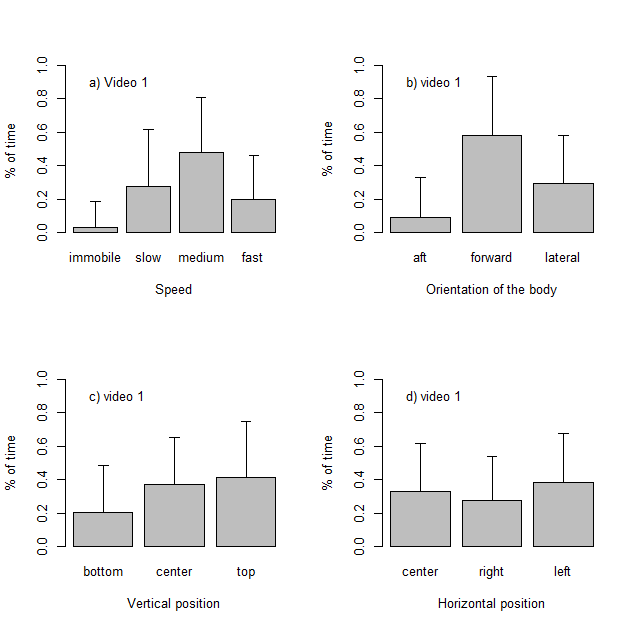 a) Video 1
% of time
0.0 0.2 0.4 0.6 0.8 1.0
immobile slow medium fast
Speed
b) video 1
% of time
0.0 0.2 0.4 0.6 0.8 1.0
aft forward lateral
Orientation of the body
c) video 1
% of time
0.0 0.2 0.4 0.6 0.8 1.0
bottom center top
Vertical position
d) video 1
% of time
0.0 0.2 0.4 0.6 0.8 1.0
center right left
Horizontal position